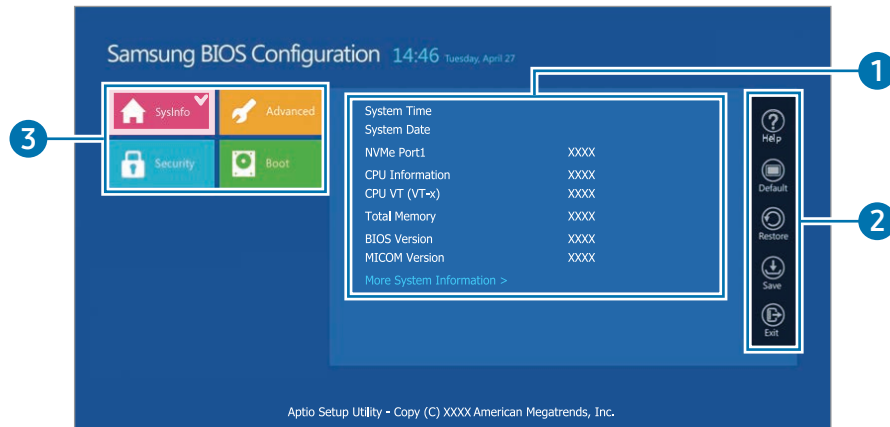 Samsung BIOS Configuration 14:46 Tuesday, April 27
1
SysInfo
Advanced
System Time
System Date
Help
3
NVMe Port1 XXXX
Security
Boot
CPU Information XXXX
CPU VT (VT-x) XXXX
Default
Total Memory XXXX
2
Restore
BIOS Version XXXX
MICOM Version XXXX
More System Information >
Save
Exit
Aptio Setup Utility - Copy (C) XXXX American Megatrends, Inc.